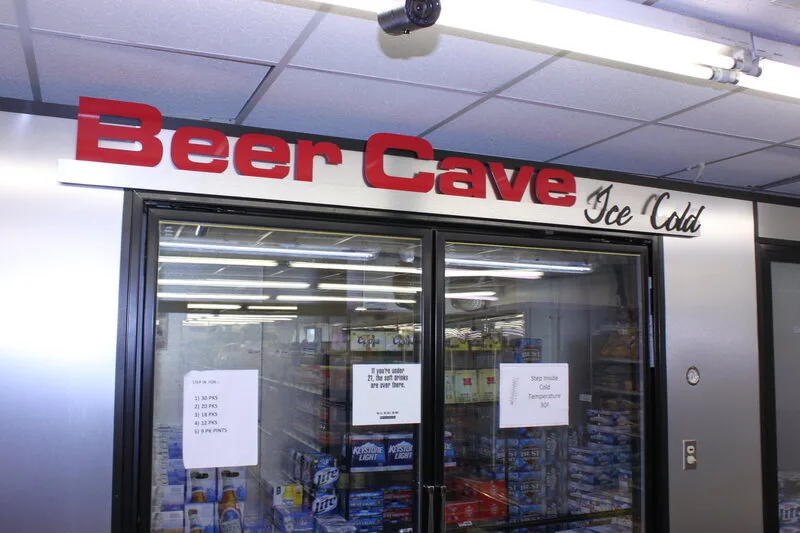 Beer Cave Ice Cold
STEP IN FOR :
1) 30 PKS
2) 20 PKS
3) 18 PKS
4) 12 PKS
5) 9 PK PINTS
If you're under
21, the soft drinks
are over there.
Step Inside
Cold
Temperature
30F
KEYSTONE
LIGHT
KEYSTONE
LIGHT
Lite
Lite